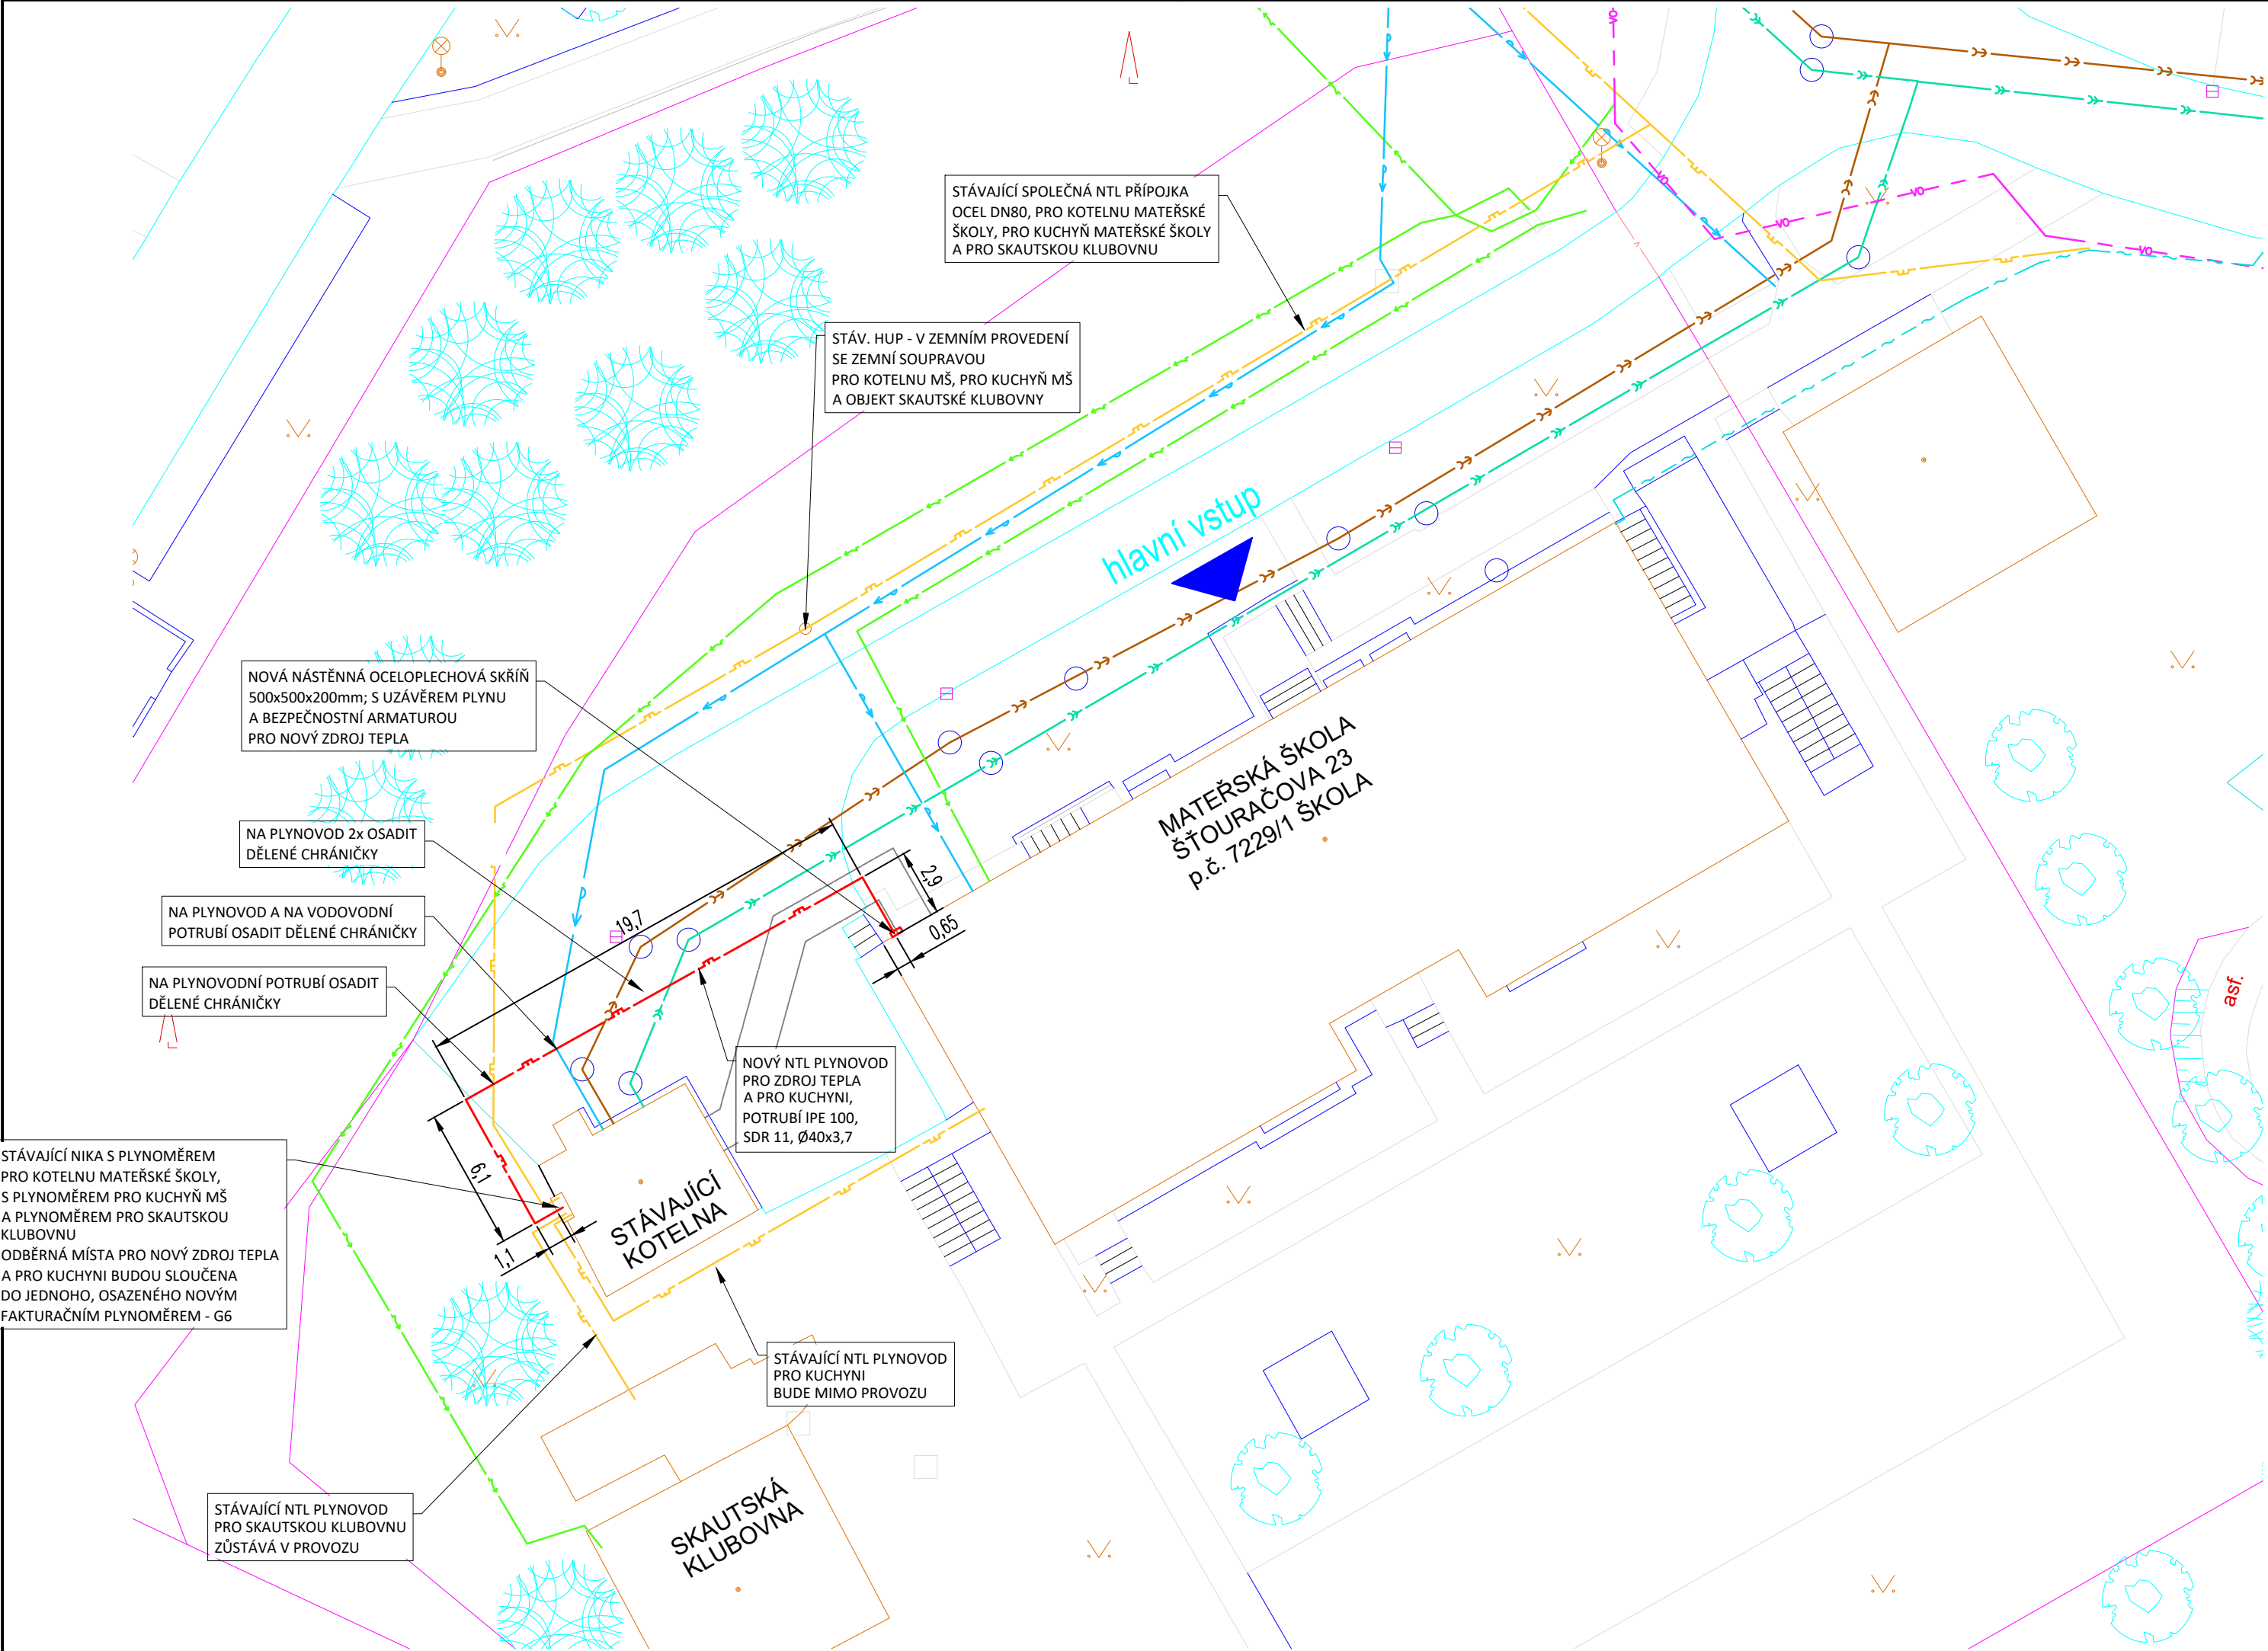 STÁVAJÍCÍ SPOLEČNÁ NTL PŘÍPOJKA
OCEL DN80, PRO KOTELNU MATEŘSKÉ
ŠKOLY, PRO KUCHYŇ MATEŘSKÉ ŠKOLY
A PRO SKAUTSKOU KLUBOVNU
STÁV. HUP - V ZEMNÍM PROVEDENÍ
SE ZEMNÍ SOUPRAVOU
PRO KOTELNU MŠ, PRO KUCHYŇ MŠ
A OBJEKT SKAUTSKÉ KLUBOVNY
hlavní vstup
NOVÁ NÁSTĚNNÁ OCELOPLECHOVÁ SKŘÍŇ
500x500x200mm; S UZÁVĚREM PLYNU
A BEZPEČNOSTNÍ ARMATUROU
PRO NOVÝ ZDROJ TEPLA
MATEŘSKÁ ŠKOLA
ŠŤOURAČOVA 23
p.č. 7229/1 ŠKOLA
NA PLYNOVOD 2x OSADIT
DĚLENÉ CHRÁNIČKY
NA PLYNOVOD A NA VODOVODNÍ
POTRUBÍ OSADIT DĚLENÉ CHRÁNIČKY
19,7
2,9
0,65
NA PLYNOVODNÍ POTRUBÍ OSADIT
DĚLENÉ CHRÁNIČKY
asf.
NOVÝ NTL PLYNOVOD
PRO ZDROJ TEPLA
A PRO KUCHYNI,
POTRUBÍ IPE 100,
SDR 11, Ø40x3,7
STÁVAJÍCÍ NIKA S PLYNOMĚREM
PRO KOTELNU MATEŘSKÉ ŠKOLY,
S PLYNOMĚREM PRO KUCHYŇ MŠ
A PLYNOMĚREM PRO SKAUTSKOU
KLUBOVNU
ODBĚRNÁ MÍSTA PRO NOVÝ ZDROJ TEPLA
A PRO KUCHYNI BUDOU SLOUČENA
DO JEDNOHO, OSAZENÉHO NOVÝM
FAKTURAČNÍM PLYNOMĚREM - G6
6,1
1,1
STÁVAJÍCÍ
KOTELNA
STÁVAJÍCÍ NTL PLYNOVOD
PRO KUCHYNI
BUDE MIMO PROVOZU
STÁVAJÍCÍ NTL PLYNOVOD
PRO SKAUTSKOU KLUBOVNU
ZŮSTÁVÁ V PROVOZU
SKAUTSKÁ
KLUBOVNA
VO
VO
VO
VO
VO